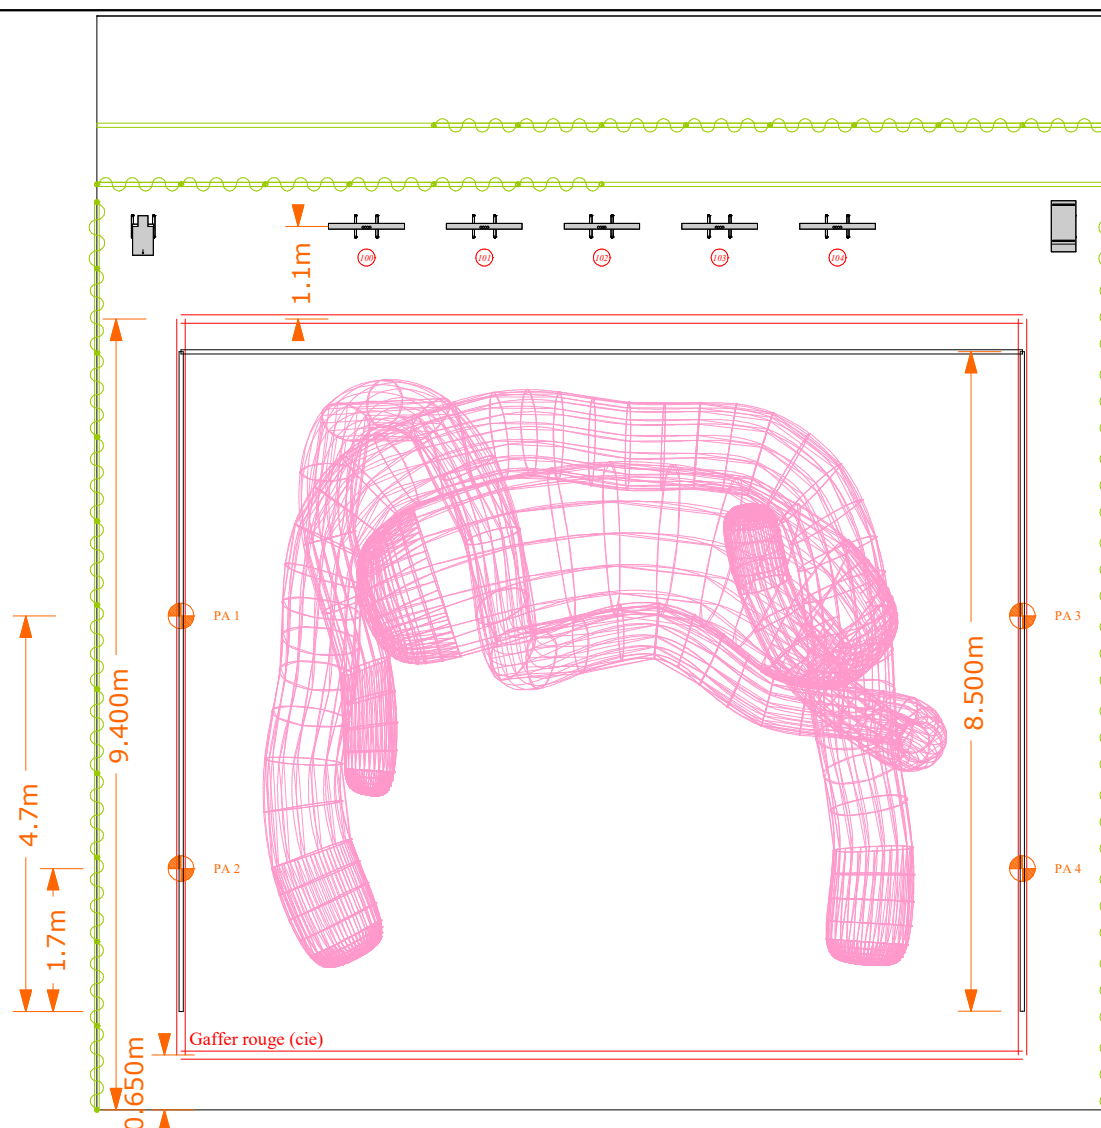 100
101
102
103
104
1.1m
PA 1
PA 3
9.400m
8.500m
4.7m
PA 2
PA 4
1.7m
Gaffer rouge (cie)
0.650m